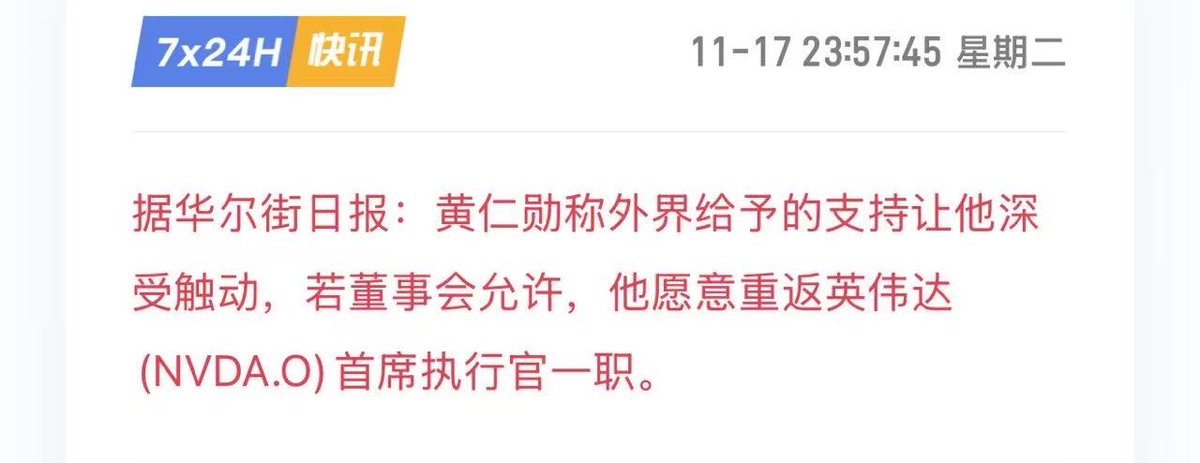 7x24H 快讯 11-17 23:57:45 星期二
据华尔街日报：黄仁勋称外界给予的支持让他深
受触动，若董事会允许，他愿意重返英伟达
(NVDA.O)首席执行官一职。